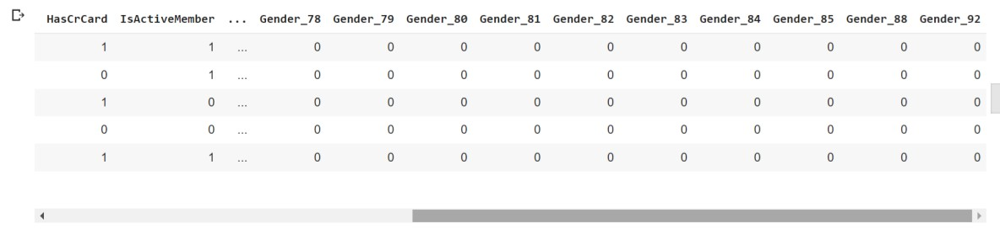 HasCrCard IsActiveMember ... Gender_78 Gender_79 Gender_80 Gender_81 Gender_82 Gender_83 Gender_84 Gender_85 Gender_88 Gender_92
1 1 ... 0 0 0 0 0 0 0 0 0 0
0 1 ... 0 0 0 0 0 0 0 0 0 0
1 0 ... 0 0 0 0 0 0 0 0 0 0
0 0 ... 0 0 0 0 0 0 0 0 0 0
1 1 ... 0 0 0 0 0 0 0 0 0 0